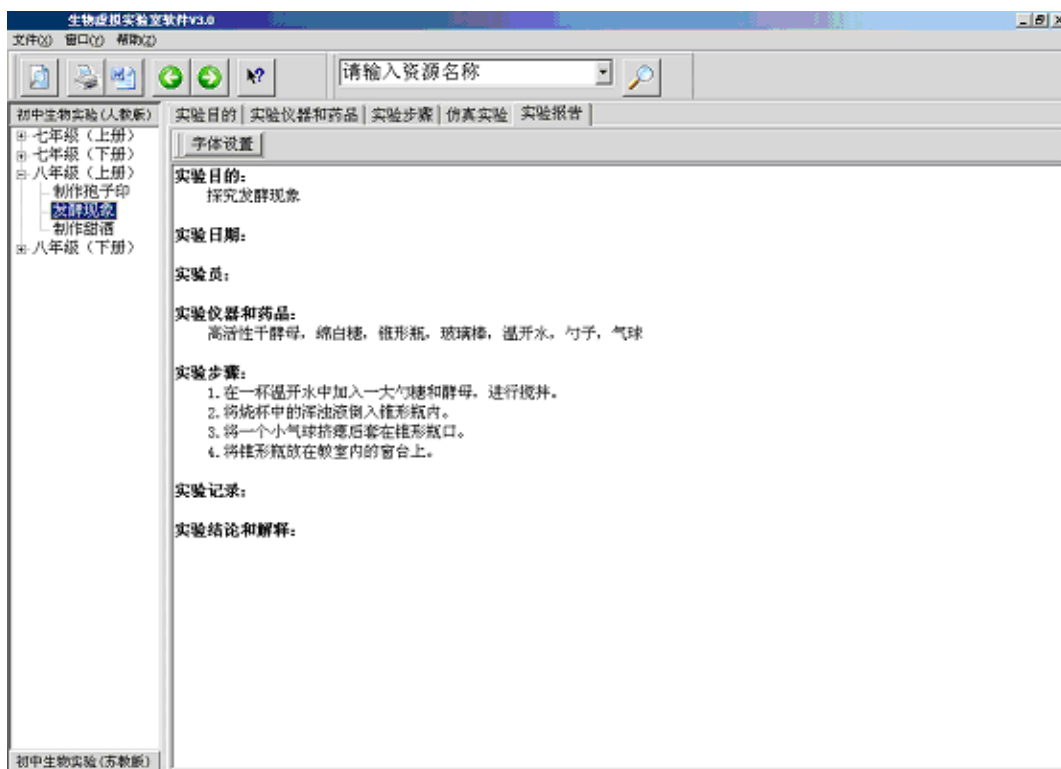 生物虚拟实验室软件V3.0
文件(X) 窗口(Y) 帮助(Z)
请输入资源名称
初中生物实验(人教版)
实验目的 实验仪器和药品 实验步骤 仿真实验 实验报告
字体设置
七年级（上册）
七年级（下册）
八年级（上册）
制作孢子印
发酵现象
制作甜酒
八年级（下册）
实验目的：
探究发酵现象
实验日期：
实验员：
实验仪器和药品：
高活性干酵母，绵白糖，锥形瓶，玻璃棒，温开水，勺子，气球
实验步骤：
1.在一杯温开水中加入一大勺糖和酵母，进行搅拌。
2.将烧杯中的浑浊液倒入锥形瓶内。
3.将一个小气球挤瘪后套在锥形瓶口。
4.将锥形瓶放在教室内的窗台上。
实验记录：
实验结论和解释：
初中生物实验(苏教版)